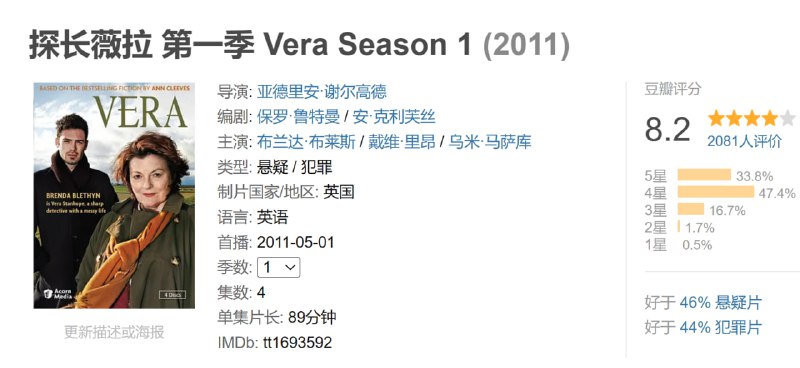 探长薇拉 第一季 Vera Season 1 (2011)
BASED ON THE BESTSELLING FICTION BY ANN CLEEVES
VERA
BRENDA BLETHYN
is Vera Stanhope, a sharp
detective with a messy life
Acorn
Media
4 Discs
更新描述或海报
导演: 亚德里安·谢尔高德
编剧: 保罗·鲁特曼 / 安·克利芙丝
主演: 布兰达·布莱斯 / 戴维·里昂 / 乌米·马萨库
类型: 悬疑 / 犯罪
制片国家/地区: 英国
语言: 英语
首播: 2011-05-01
季数: 1
集数: 4
单集片长: 89分钟
IMDb: tt1693592
豆瓣评分
8.2
2081人评价
5星 33.8%
4星 47.4%
3星 16.7%
2星 1.7%
1星 0.5%
好于 46% 悬疑片
好于 44% 犯罪片